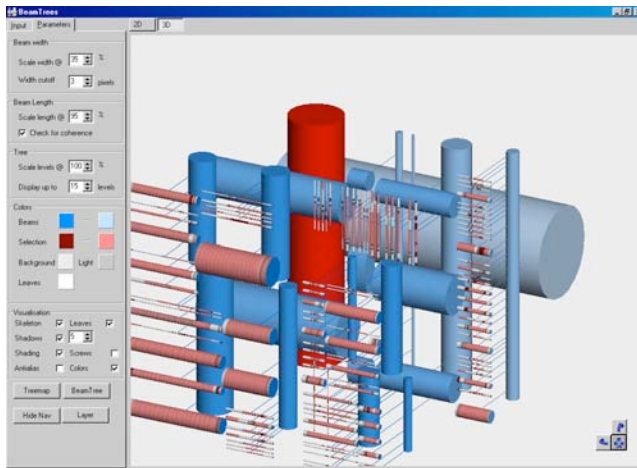 BeamTrees
Input Parameters 2D 3D
Beam width
Scale width @ 35 %
Width cutoff 3 pixels
Beam Length
Scale length @ 95 %
Check for coherence
Tree
Scale levels @ 100 %
Display up to 15 levels
Colors
Beams
Selection
Background Light
Leaves
Visualisation
Skeleton Leaves
Shadows 5
Shading Screws
Antialias Colors
Treemap BeamTree
Hide Nav Layer